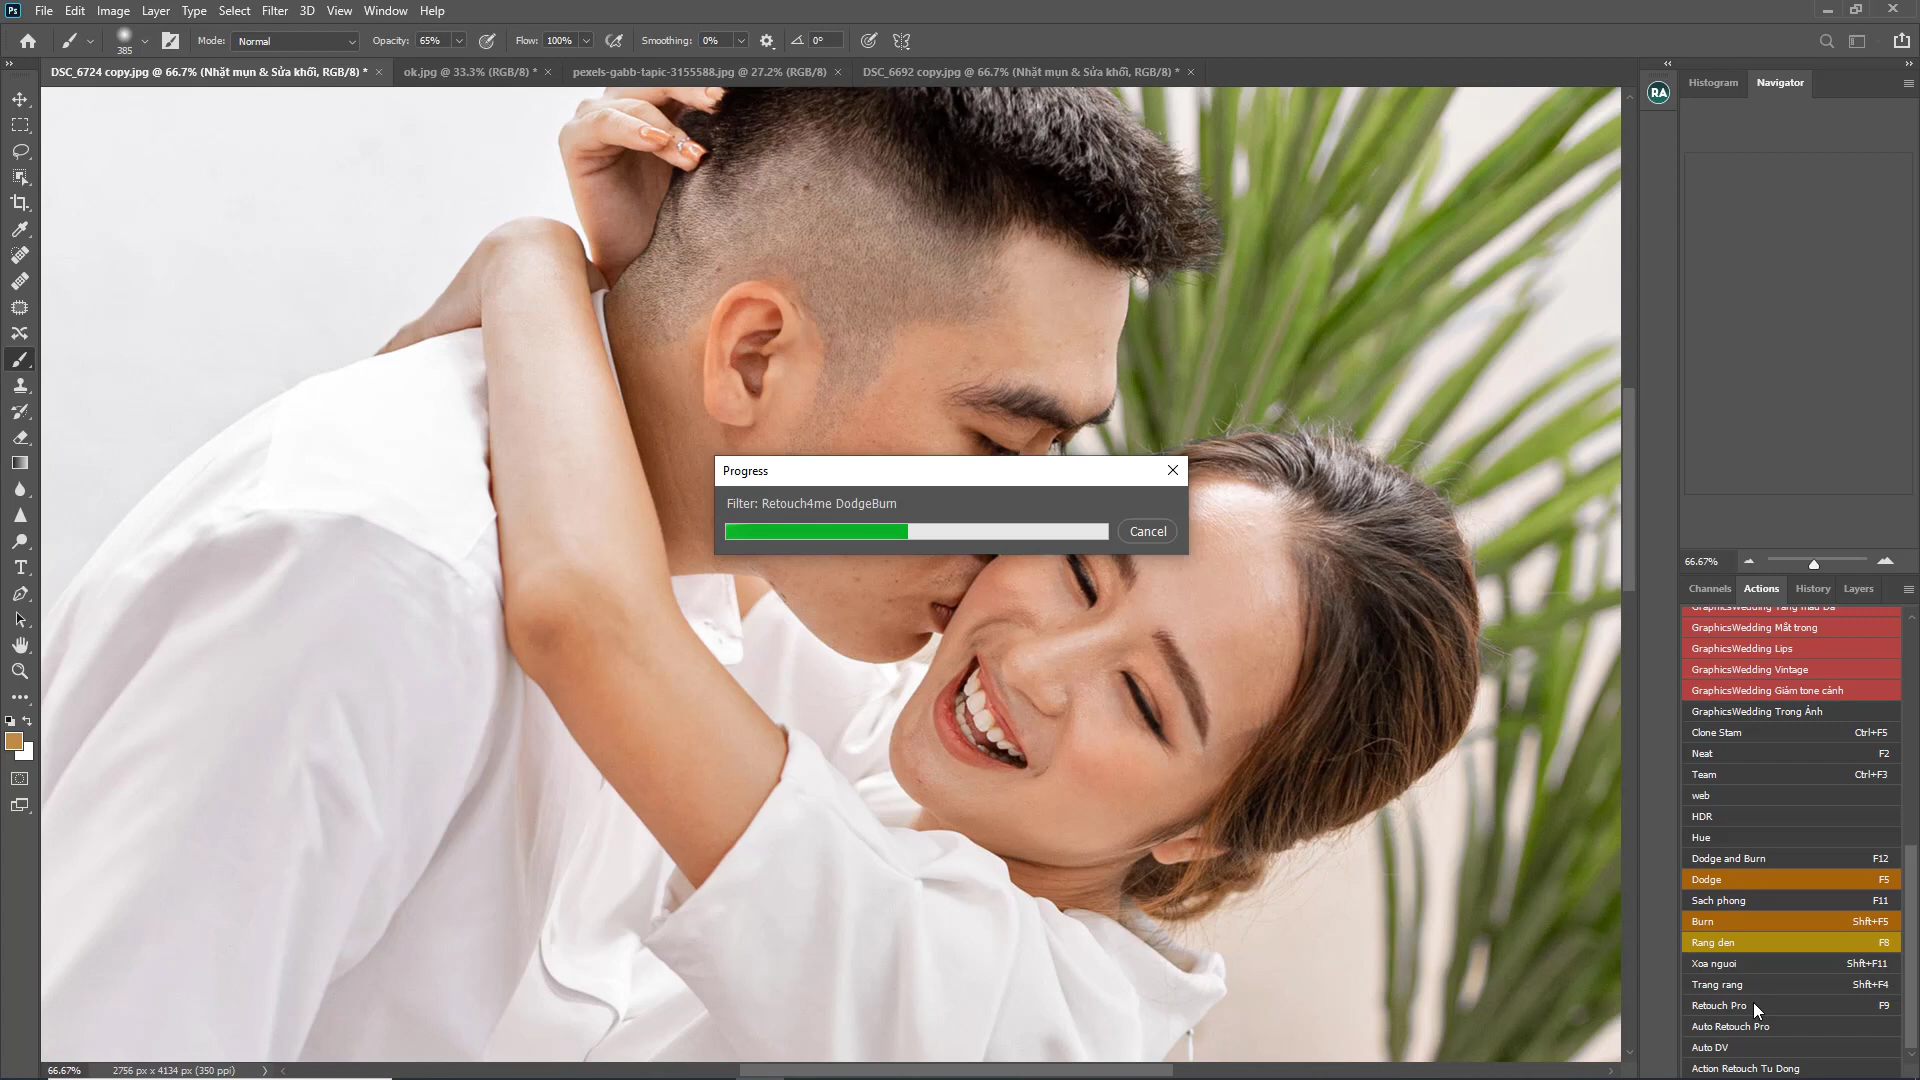 Ps File Edit Image Layer Type Select Filter 3D View Window Help
385 Mode: Normal Opacity: 65% Flow: 100% Smoothing: 0% 0°
DSC_6724 copy.jpg @ 66.7% (Nhặt mụn & Sửa khối, RGB/8) * ok.jpg @ 33.3% (RGB/8) * pexels-gabb-tapic-3155588.jpg @ 27.2% (RGB/8) DSC_6692 copy.jpg @ 66.7% (Nhặt mụn & Sửa khối, RGB/8) *
RA
Histogram Navigator
Progress
Filter: Retouch4me DodgeBurn
Cancel
66.67%
Channels Actions History Layers
GraphicsWedding Mắt trong
GraphicsWedding Lips
GraphicsWedding Vintage
GraphicsWedding Giảm tone cảnh
GraphicsWedding Trong Ảnh
Clone Stam Ctrl+F5
Neat F2
Team Ctrl+F3
web
HDR
Hue
Dodge and Burn F12
Dodge F5
Sach phong F11
Burn Shft+F5
Rang den F8
Xoa nguoi Shft+F11
Trang rang Shft+F4
Retouch Pro F9
Auto Retouch Pro
Auto DV
Action Retouch Tu Dong
66.67% 2756 px x 4134 px (350 ppi)